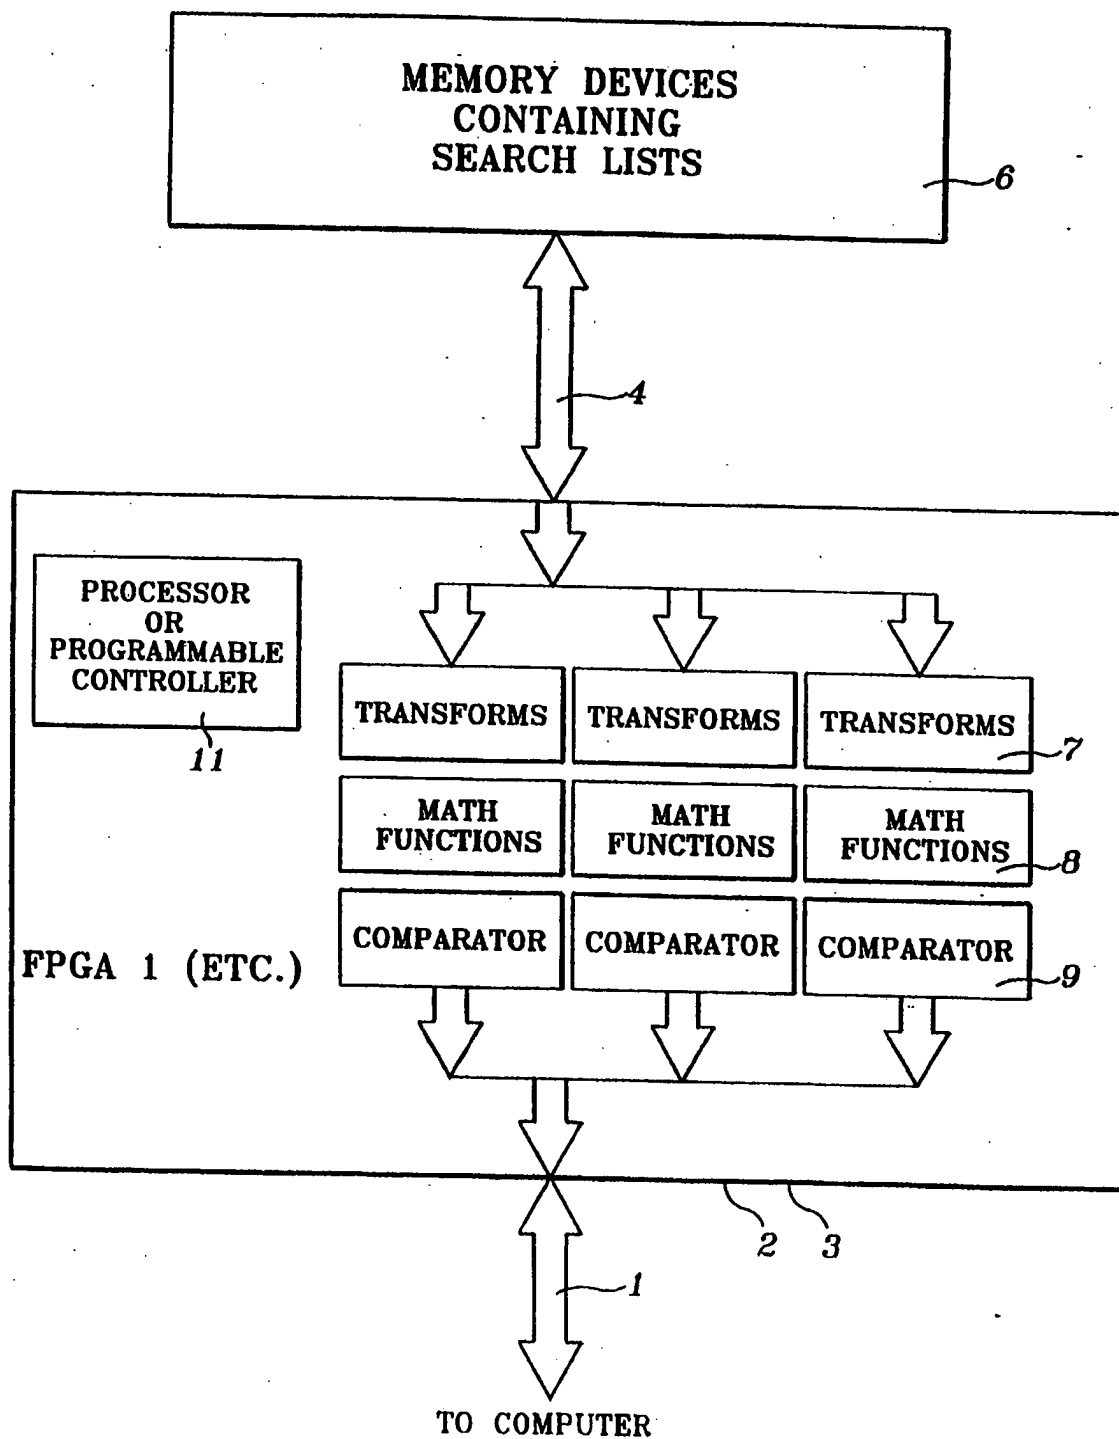 MEMORY DEVICES
CONTAINING
SEARCH LISTS
6
4
PROCESSOR
OR
PROGRAMMABLE
CONTROLLER
11
TRANSFORMS TRANSFORMS TRANSFORMS
7
MATH
FUNCTIONS
MATH
FUNCTIONS
MATH
FUNCTIONS
8
COMPARATOR COMPARATOR COMPARATOR
9
FPGA 1 (ETC.)
2 3
1
TO COMPUTER